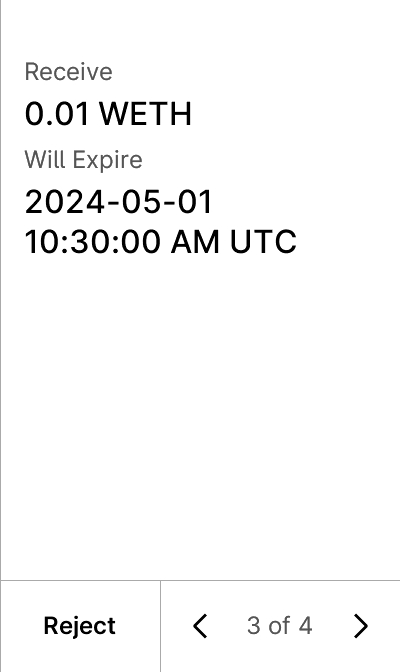 Receive
0.01 WETH
Will Expire
2024-05-01
10:30:00 AM UTC
Reject
3 of 4